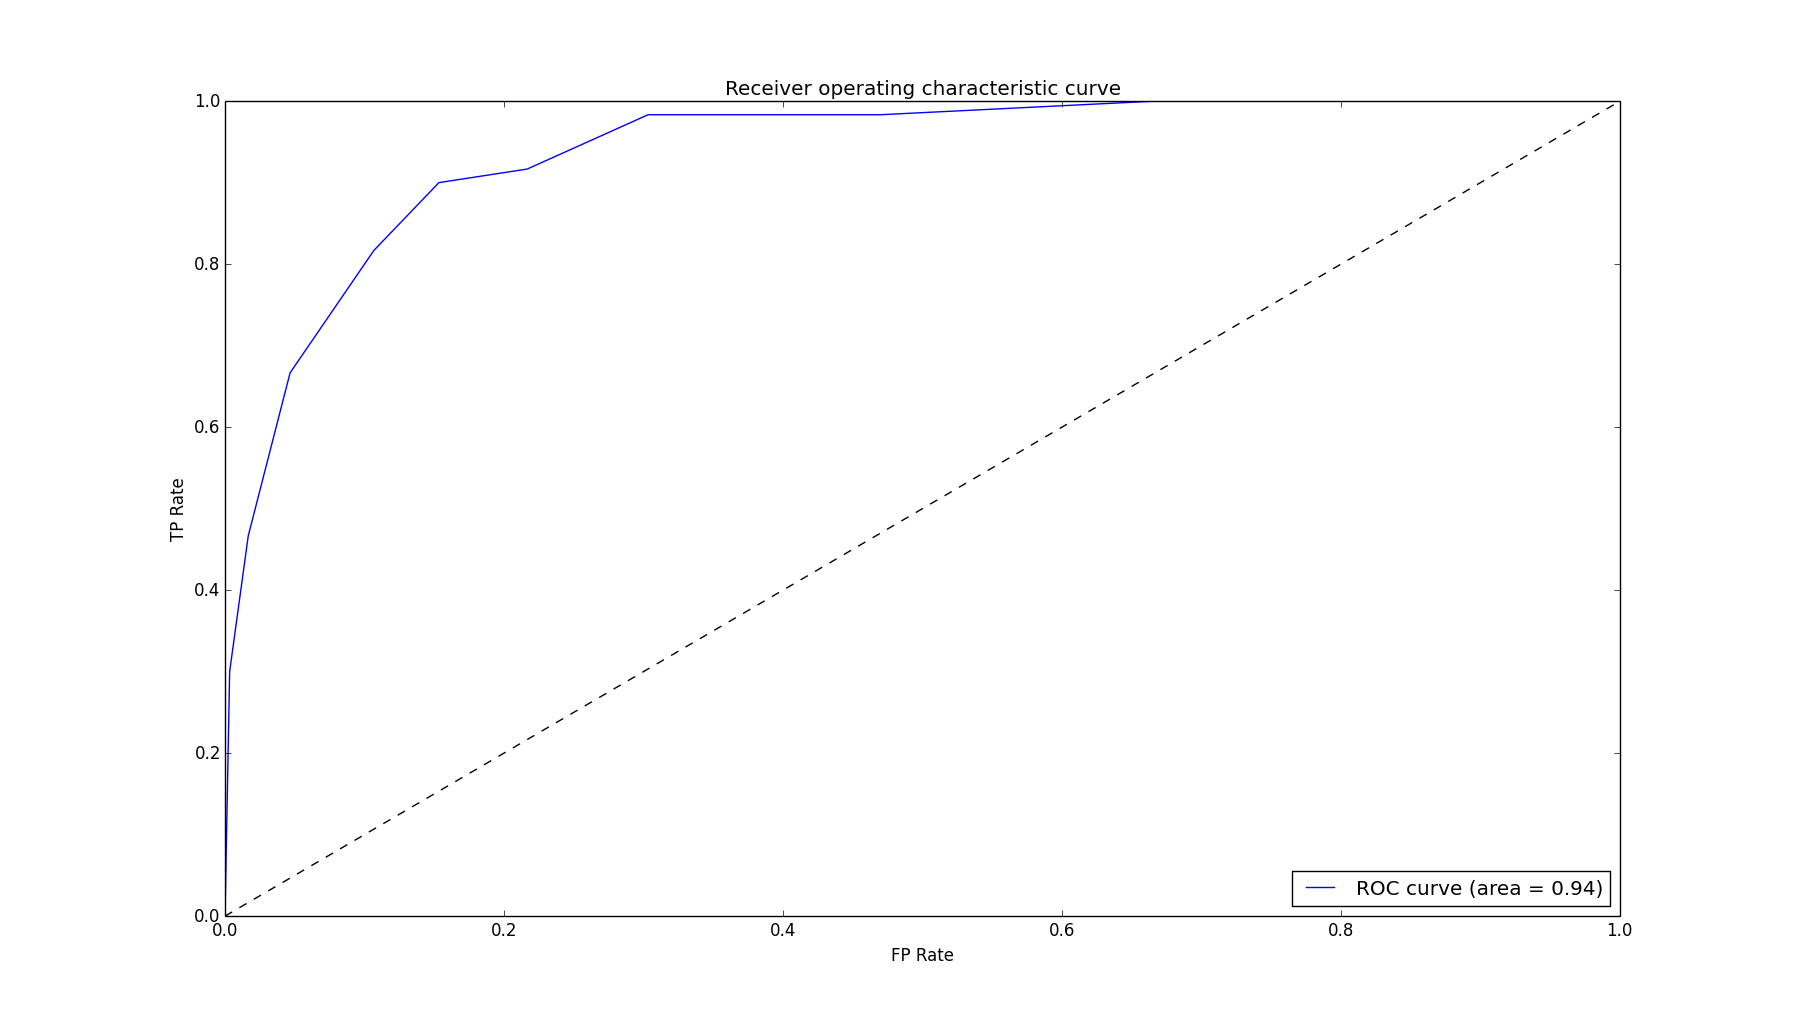 Receiver operating characteristic curve
1.0
0.8
0.6
0.4
0.2
0.0
TP Rate
0.0 0.2 0.4 0.6 0.8 1.0
FP Rate
ROC curve (area = 0.94)